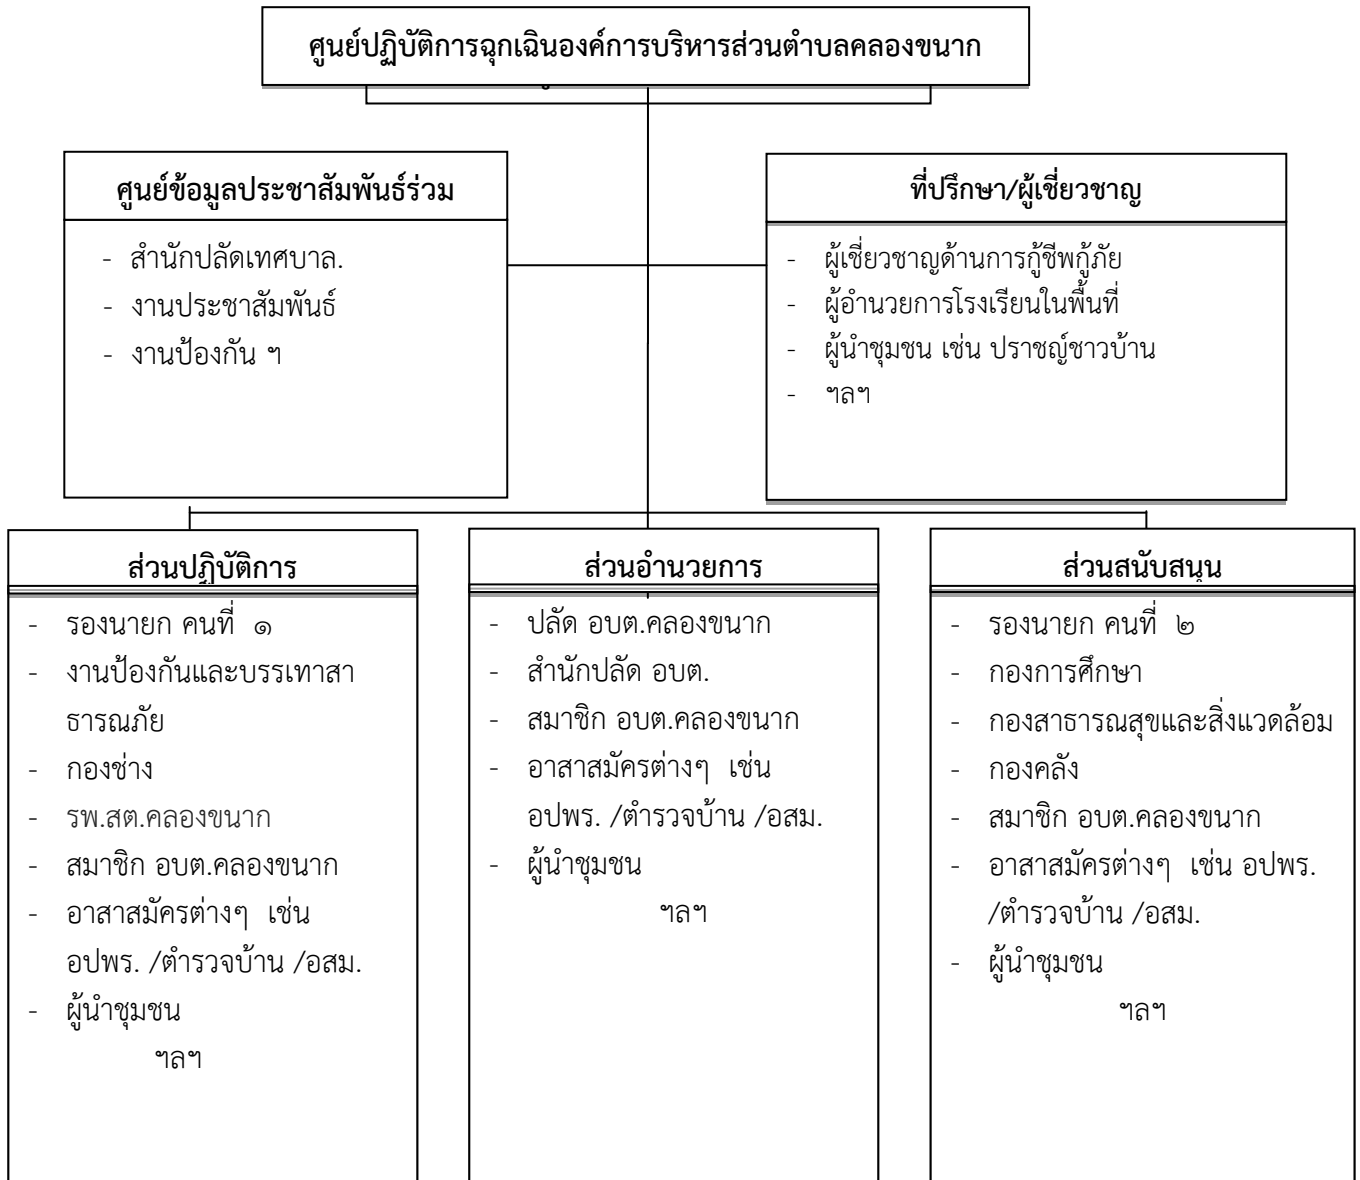 ศูนย์ปฏิบัติการฉุกเฉินองค์การบริหารส่วนตำบลคลองขนาก
ศูนย์ข้อมูลประชาสัมพันธ์ร่วม
- สำนักปลัดเทศบาล.
- งานประชาสัมพันธ์
- งานป้องกัน ฯ
ที่ปรึกษา/ผู้เชี่ยวชาญ
- ผู้เชี่ยวชาญด้านการกู้ชีพกู้ภัย
- ผู้อำนวยการโรงเรียนในพื้นที่
- ผู้นำชุมชน เช่น ปราชญ์ชาวบ้าน
- ฯลฯ
ส่วนปฏิบัติการ
- รองนายก คนที่ ๑
- งานป้องกันและบรรเทาสา
ธารณภัย
- กองช่าง
- รพ.สต.คลองขนาก
- สมาชิก อบต.คลองขนาก
- อาสาสมัครต่างๆ เช่น
อปพร. /ตำรวจบ้าน /อสม.
- ผู้นำชุมชน
ฯลฯ
ส่วนอำนวยการ
- ปลัด อบต.คลองขนาก
- สำนักปลัด อบต.
- สมาชิก อบต.คลองขนาก
- อาสาสมัครต่างๆ เช่น
อปพร. /ตำรวจบ้าน /อสม.
- ผู้นำชุมชน
ฯลฯ
ส่วนสนับสนุน
- รองนายก คนที่ ๒
- กองการศึกษา
- กองสาธารณสุขและสิ่งแวดล้อม
- กองคลัง
- สมาชิก อบต.คลองขนาก
- อาสาสมัครต่างๆ เช่น อปพร.
/ตำรวจบ้าน /อสม.
- ผู้นำชุมชน
ฯลฯ